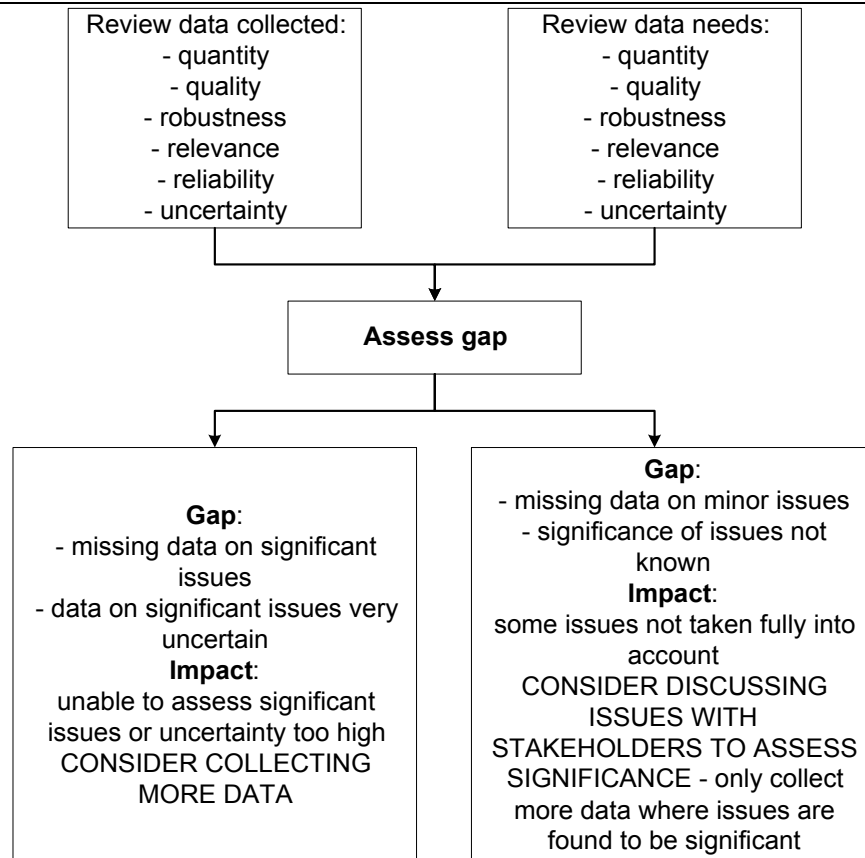 Review data collected:
- quantity
- quality
- robustness
- relevance
- reliability
- uncertainty
Review data needs:
- quantity
- quality
- robustness
- relevance
- reliability
- uncertainty
Assess gap
Gap:
- missing data on significant
issues
- data on significant issues very
uncertain
Impact:
unable to assess significant
issues or uncertainty too high
CONSIDER COLLECTING
MORE DATA
Gap:
- missing data on minor issues
- significance of issues not
known
Impact:
some issues not taken fully into
account
CONSIDER DISCUSSING
ISSUES WITH
STAKEHOLDERS TO ASSESS
SIGNIFICANCE - only collect
more data where issues are
found to be significant